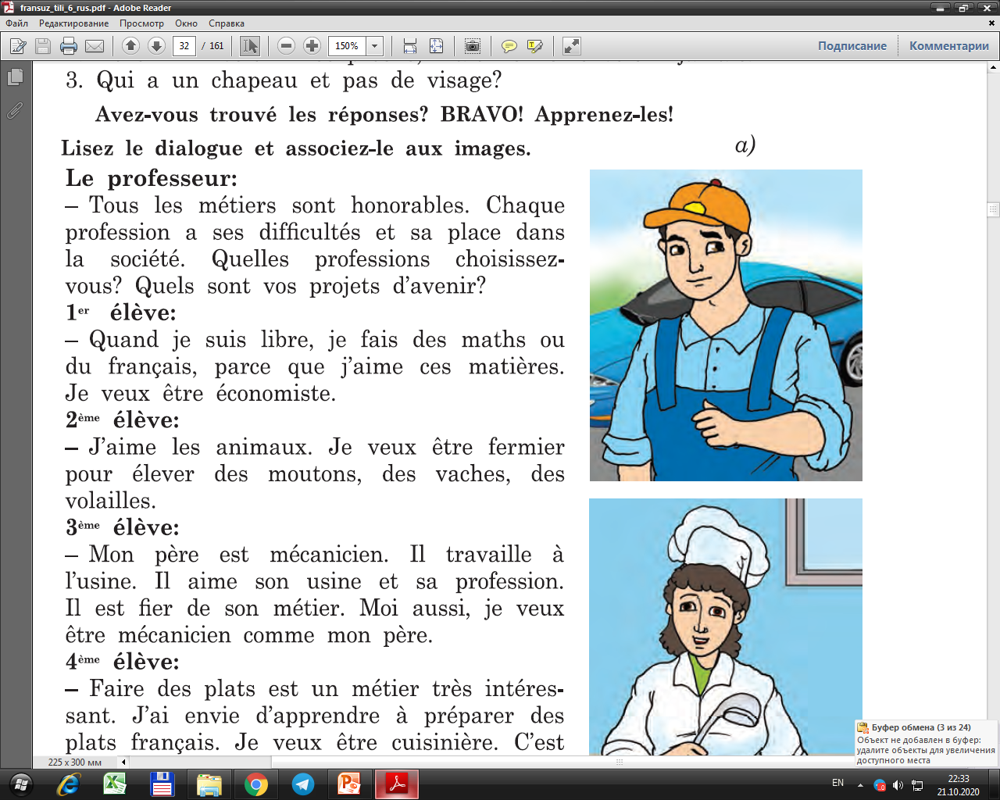 fransuz_tili_6_rus.pdf - Adobe Reader
Файл Редактирование Просмотр Окно Справка
32 / 161 150% Подписание Комментарии
3. Qui a un chapeau et pas de visage?
Avez-vous trouvé les réponses? BRAVO! Apprenez-les!
Lisez le dialogue et associez-le aux images.
a)
Le professeur:
– Tous les métiers sont honorables. Chaque
profession a ses difficultés et sa place dans
la société. Quelles professions choisissez-
vous? Quels sont vos projets d’avenir?
1er élève:
– Quand je suis libre, je fais des maths ou
du français, parce que j’aime ces matières.
Je veux être économiste.
2ème élève:
– J’aime les animaux. Je veux être fermier
pour élever des moutons, des vaches, des
volailles.
3ème élève:
– Mon père est mécanicien. Il travaille à
l’usine. Il aime son usine et sa profession.
Il est fier de son métier. Moi aussi, je veux
être mécanicien comme mon père.
4ème élève:
– Faire des plats est un métier très intéres-
sant. J’ai envie d’apprendre à préparer des
plats français. Je veux être cuisinière. C’est
Буфер обмена (3 из 24)
Объект не добавлен в буфер:
удалите объекты для увеличения
доступного места
225 x 300 мм
EN 22:33
21.10.2020